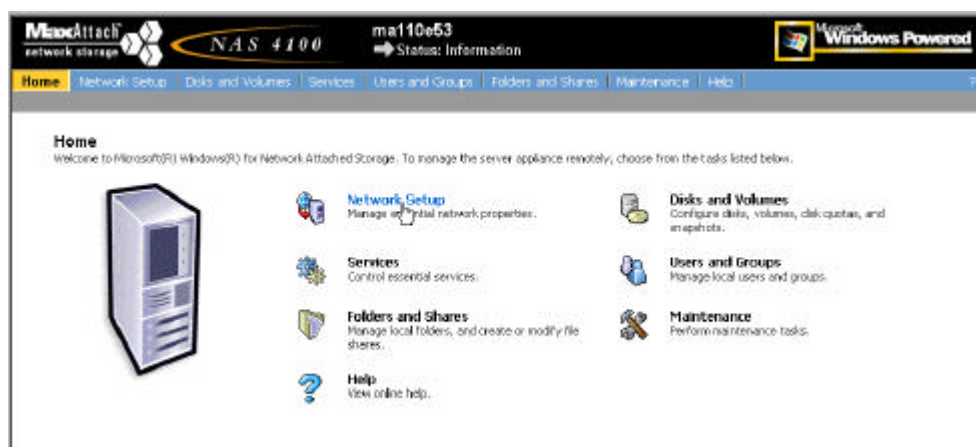 MaxAttach
network storage
NAS 4100
ma110e53
Status: Information
Microsoft
Windows Powered
Home | Network Setup | Disks and Volumes | Services | Users and Groups | Folders and Shares | Maintenance | Help | ?
Home
Welcome to Microsoft(R) Windows(R) for Network Attached Storage. To manage the server appliance remotely, choose from the tasks listed below.
Network Setup
Manage essential network properties.
Disks and Volumes
Configure disks, volumes, disk quotas, and
snapshots.
Services
Control essential services.
Users and Groups
Manage local users and groups.
Folders and Shares
Manage local folders, and create or modify file
shares.
Maintenance
Perform maintenance tasks.
Help
View online help.